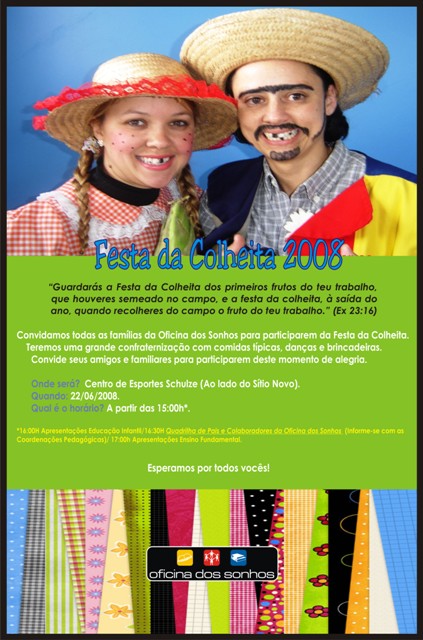 Festa da Colheita 2008
"Guardarás a Festa da Colheita dos primeiros frutos do teu trabalho,
que houveres semeado no campo, e a festa da colheita, à saída do
ano, quando recolheres do campo o fruto do teu trabalho." (Ex 23:16)
Convidamos todas as famílias da Oficina dos Sonhos para participarem da Festa da Colheita.
Teremos uma grande confraternização com comidas típicas, danças e brincadeiras.
Convide seus amigos e familiares para participarem deste momento de alegria.
Onde será? Centro de Esportes Schulze (Ao lado do Sítio Novo).
Quando: 22/06/2008.
Qual é o horário? A partir das 15:00h*.
*16:00H Apresentações Educação Infantil/16:30H Quadrilha de Pais e Colaboradores da Oficina dos Sonhos (Informe-se com as
Coordenações Pedagógicas)/ 17:00h Apresentações Ensino Fundamental.
Esperamos por todos vocês!
oficina dos sonhos